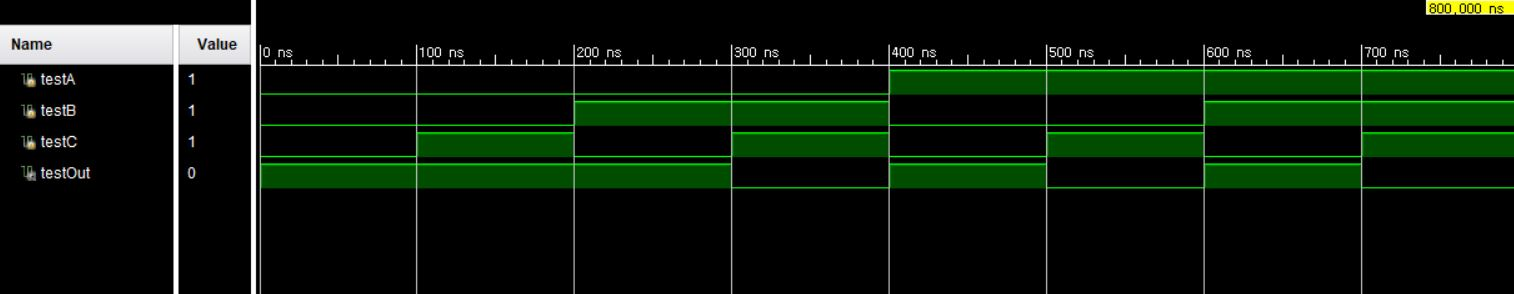 800,000 ns
Name Value
0 ns 100 ns 200 ns 300 ns 400 ns 500 ns 600 ns 700 ns
testA 1
testB 1
testC 1
testOut 0